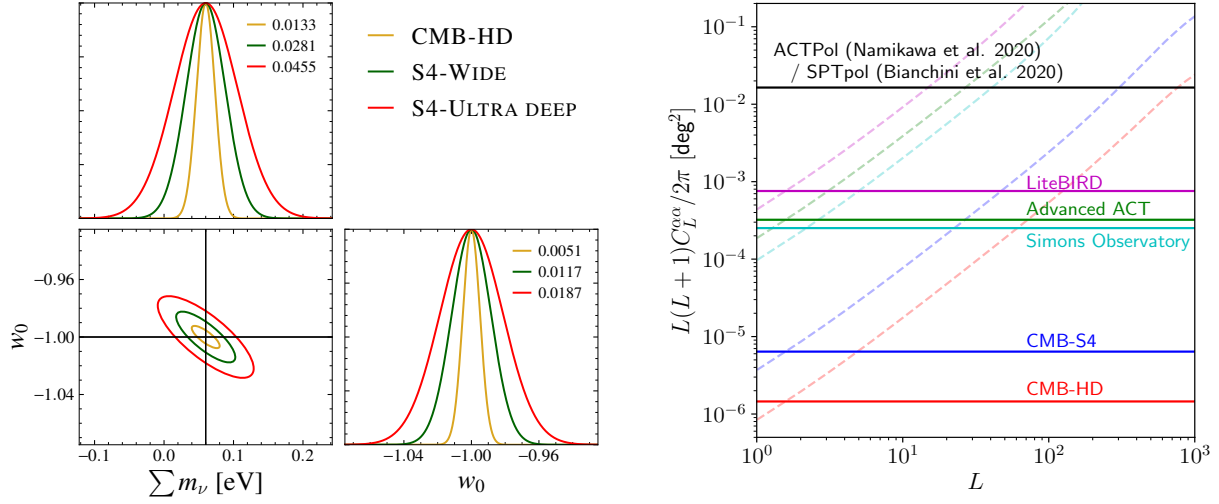 0.0133
0.0281
0.0455
CMB-HD
S4-WIDE
S4-ULTRA DEEP
−0.96
−1.00
−1.04
w₀
−0.1 0.0 0.1 0.2
∑ mν [eV]
0.0051
0.0117
0.0187
−1.04 −1.00 −0.96
w₀
10⁻¹
10⁻²
10⁻³
10⁻⁴
10⁻⁵
10⁻⁶
L(L + 1)C_L^{αα}/2π [deg²]
ACTPol (Namikawa et al. 2020)
/ SPTpol (Bianchini et al. 2020)
LiteBIRD
Advanced ACT
Simons Observatory
CMB-S4
CMB-HD
10⁰ 10¹ 10² 10³
L